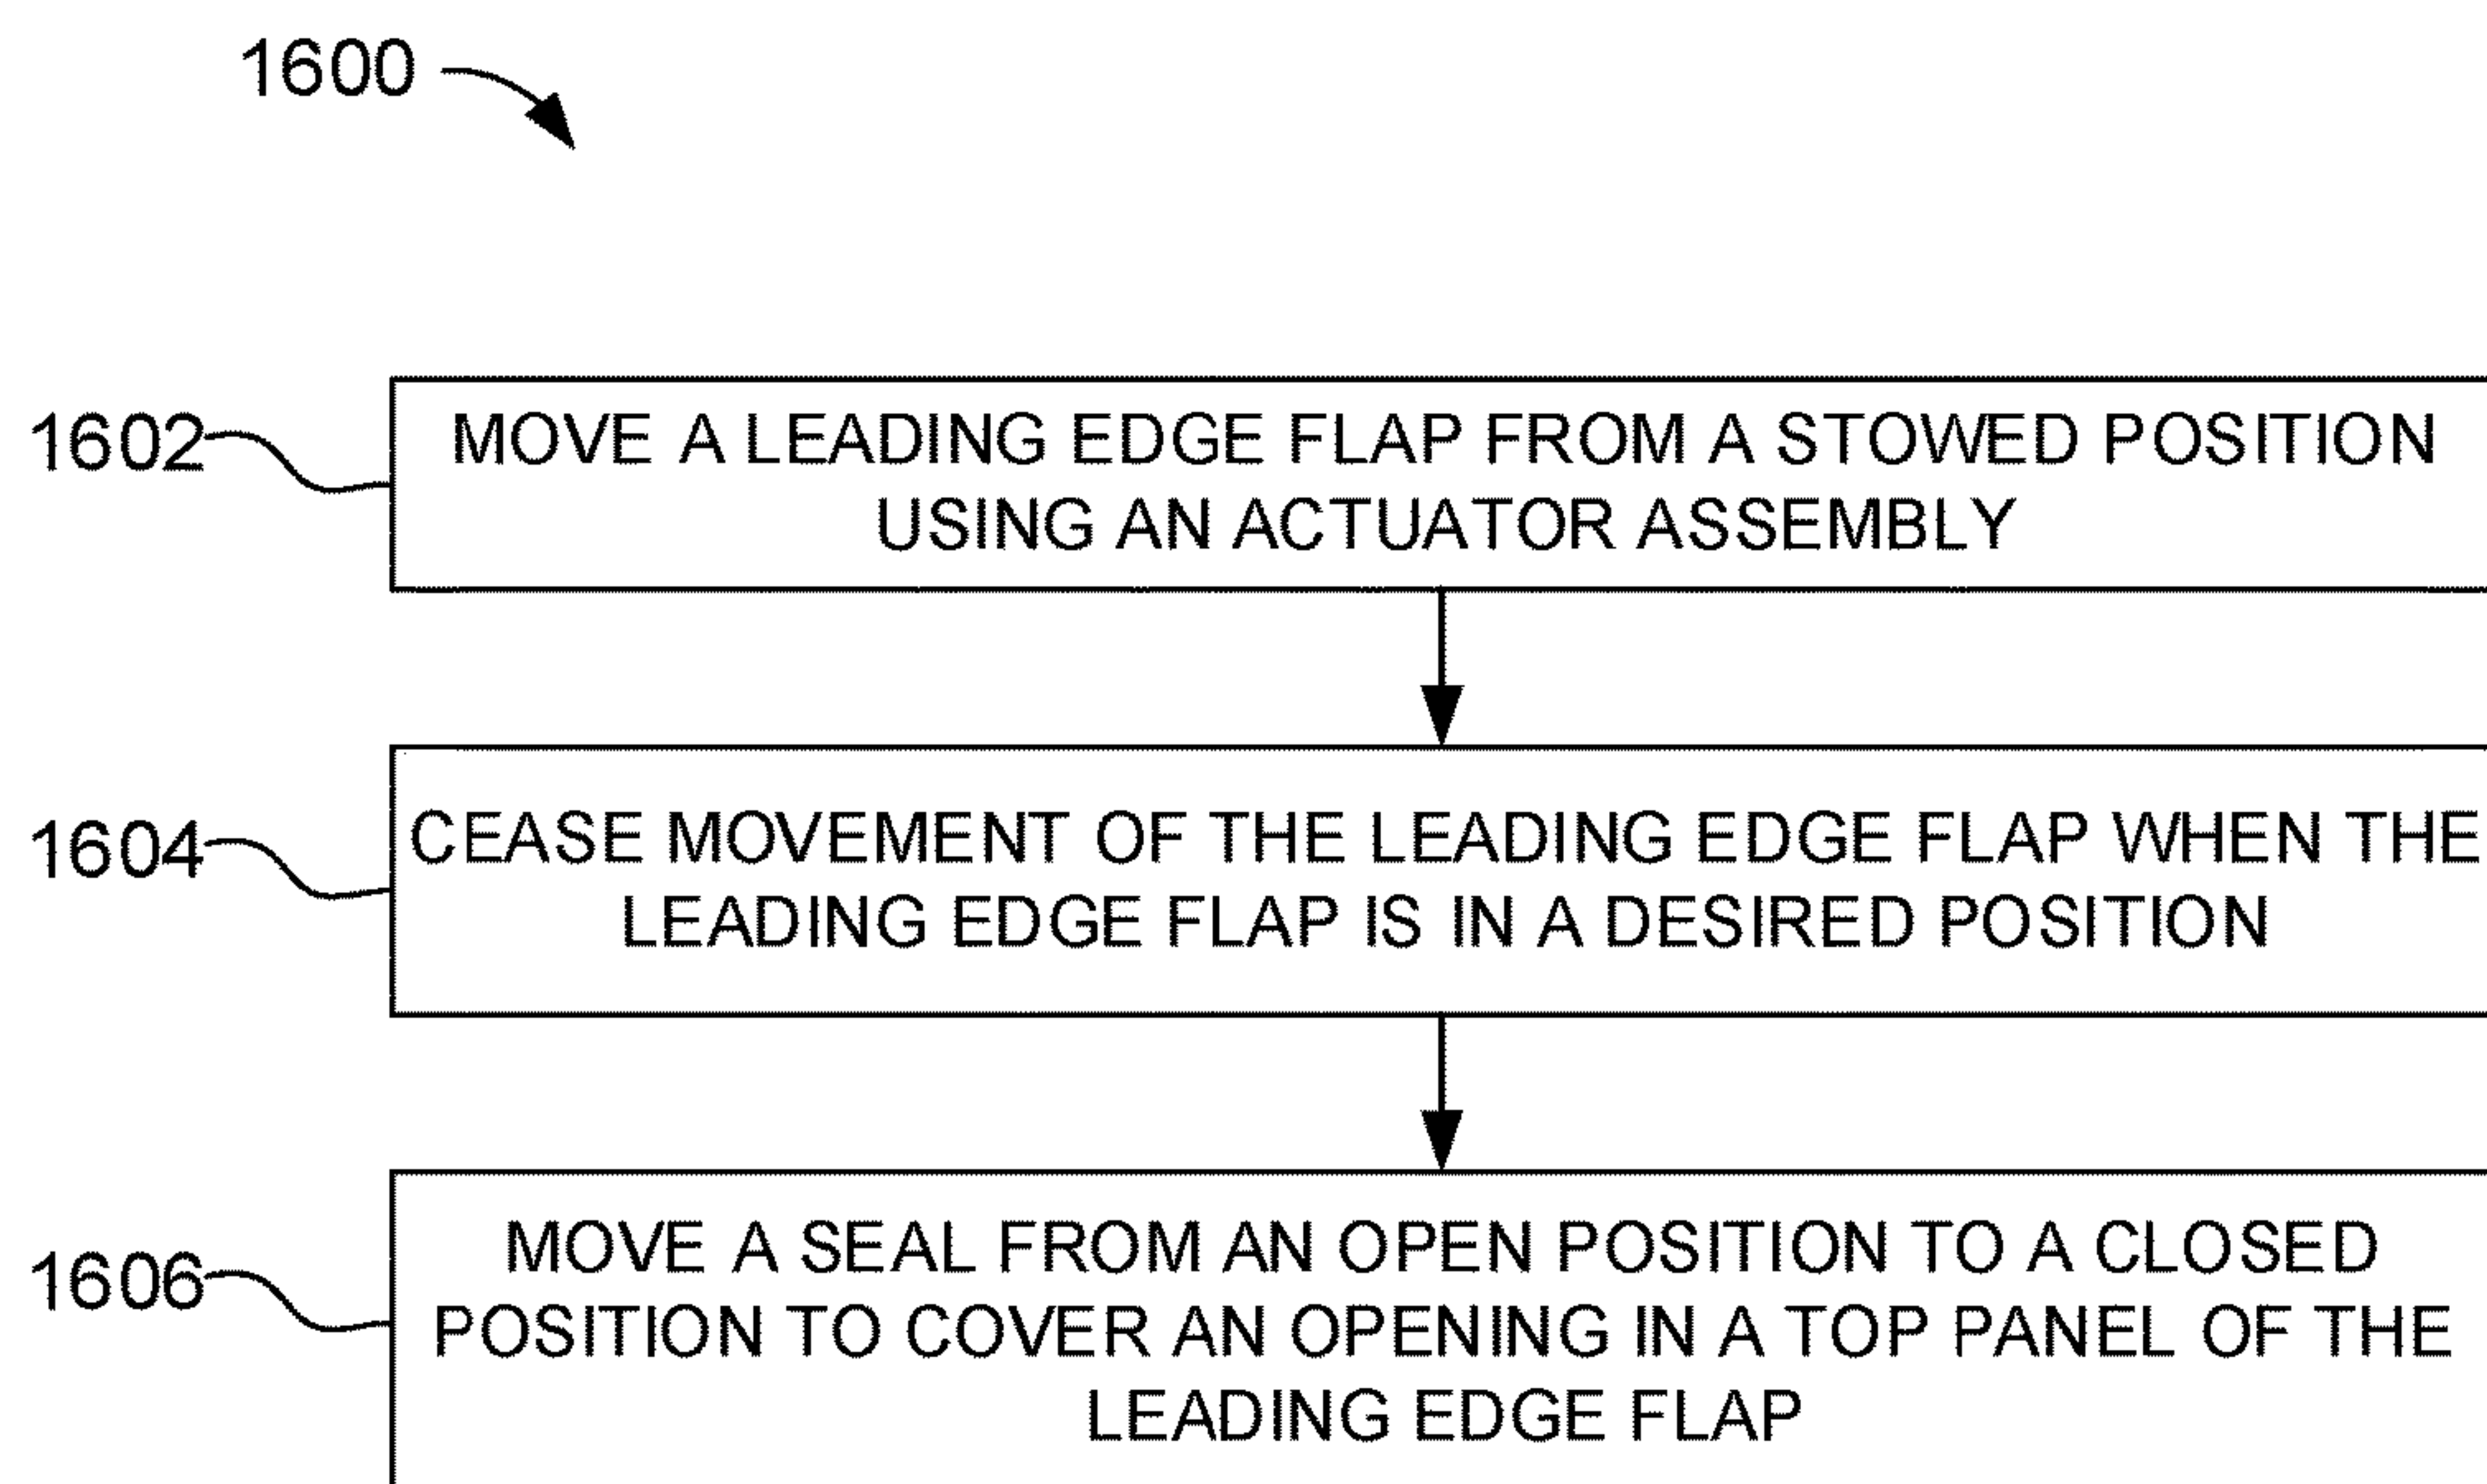 1600
1602
MOVE A LEADING EDGE FLAP FROM A STOWED POSITION
USING AN ACTUATOR ASSEMBLY
1604
CEASE MOVEMENT OF THE LEADING EDGE FLAP WHEN THE
LEADING EDGE FLAP IS IN A DESIRED POSITION
1606
MOVE A SEAL FROM AN OPEN POSITION TO A CLOSED
POSITION TO COVER AN OPENING IN A TOP PANEL OF THE
LEADING EDGE FLAP